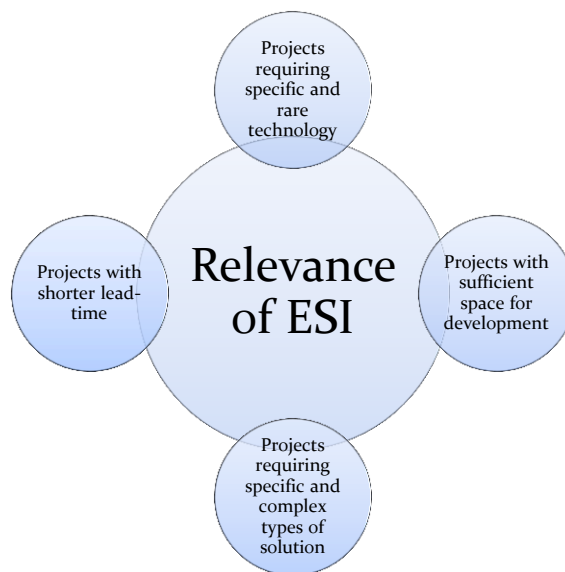 Projects
requiring
specific and
rare
technology
Relevance
of ESI
Projects with
shorter lead-
time
Projects with
sufficient
space for
development
Projects
requiring
specific and
complex
types of
solution